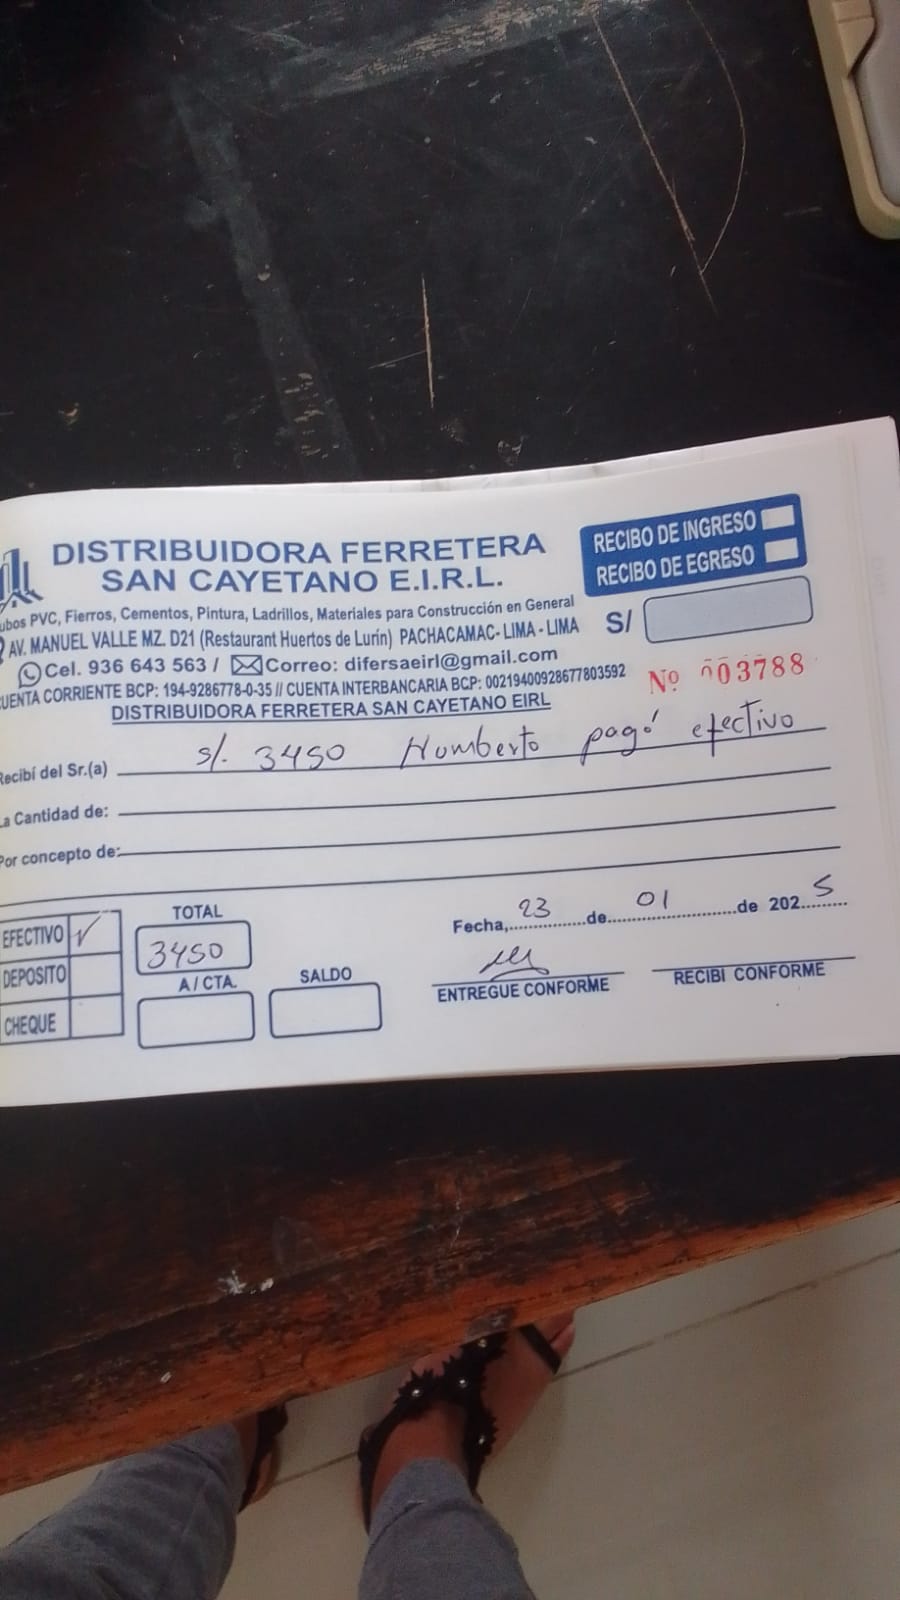 DISTRIBUIDORA FERRETERA
SAN CAYETANO E.I.R.L.
RECIBO DE INGRESO
RECIBO DE EGRESO
ubos PVC, Fierros, Cementos, Pintura, Ladrillos, Materiales para Construcción en General
AV. MANUEL VALLE MZ. D21 (Restaurant Huertos de Lurín) PACHACAMAC- LIMA - LIMA
S/
Cel. 936 643 563 / Correo: difersaeirl@gmail.com
UENTA CORRIENTE BCP: 194-9286778-0-35 // CUENTA INTERBANCARIA BCP: 00219400928677803592
Nº 003788
DISTRIBUIDORA FERRETERA SAN CAYETANO EIRL
Recibí del Sr.(a) s/. 3450 Humberto pagó efectivo
La Cantidad de:
Por concepto de:
EFECTIVO ✓
DEPOSITO
CHEQUE
TOTAL
3450
A / CTA.
SALDO
Fecha, 23 de 01 de 2025
ENTREGUE CONFORME
RECIBI CONFORME